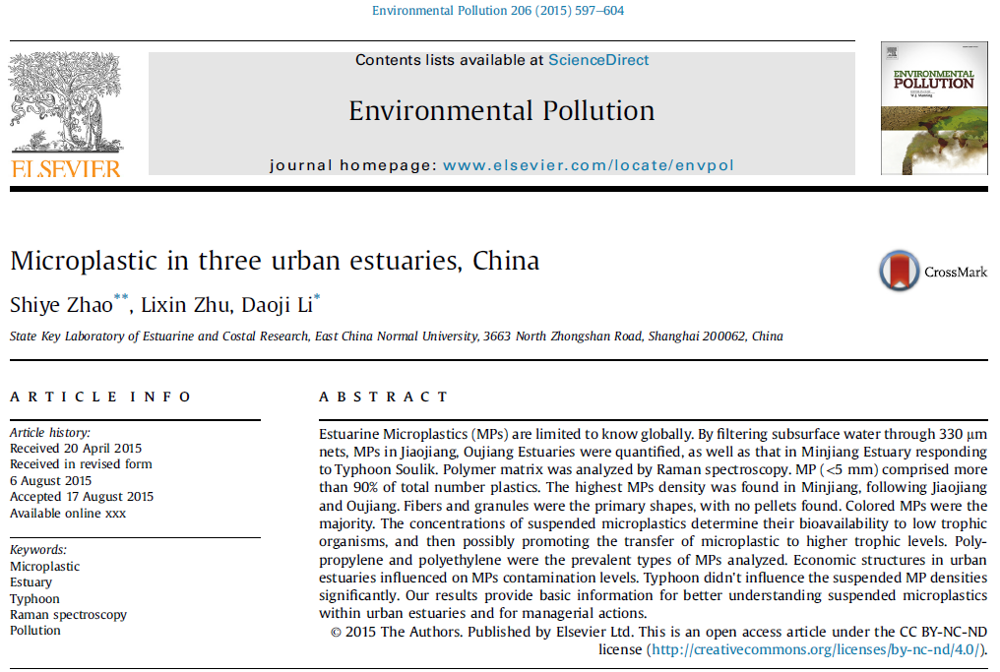 Environmental Pollution 206 (2015) 597–604
Contents lists available at ScienceDirect
Environmental Pollution
journal homepage: www.elsevier.com/locate/envpol
ELSEVIER
ENVIRONMENTAL
POLLUTION
Microplastic in three urban estuaries, China
CrossMark
Shiye Zhao**, Lixin Zhu, Daoji Li*
State Key Laboratory of Estuarine and Costal Research, East China Normal University, 3663 North Zhongshan Road, Shanghai 200062, China
ARTICLE INFO
Article history:
Received 20 April 2015
Received in revised form
6 August 2015
Accepted 17 August 2015
Available online xxx
Keywords:
Microplastic
Estuary
Typhoon
Raman spectroscopy
Pollution
ABSTRACT
Estuarine Microplastics (MPs) are limited to know globally. By filtering subsurface water through 330 μm
nets, MPs in Jiaojiang, Oujiang Estuaries were quantified, as well as that in Minjiang Estuary responding
to Typhoon Soulik. Polymer matrix was analyzed by Raman spectroscopy. MP (<5 mm) comprised more
than 90% of total number plastics. The highest MPs density was found in Minjiang, following Jiaojiang
and Oujiang. Fibers and granules were the primary shapes, with no pellets found. Colored MPs were the
majority. The concentrations of suspended microplastics determine their bioavailability to low trophic
organisms, and then possibly promoting the transfer of microplastic to higher trophic levels. Poly-
propylene and polyethylene were the prevalent types of MPs analyzed. Economic structures in urban
estuaries influenced on MPs contamination levels. Typhoon didn't influence the suspended MP densities
significantly. Our results provide basic information for better understanding suspended microplastics
within urban estuaries and for managerial actions.
© 2015 The Authors. Published by Elsevier Ltd. This is an open access article under the CC BY-NC-ND
license (http://creativecommons.org/licenses/by-nc-nd/4.0/).